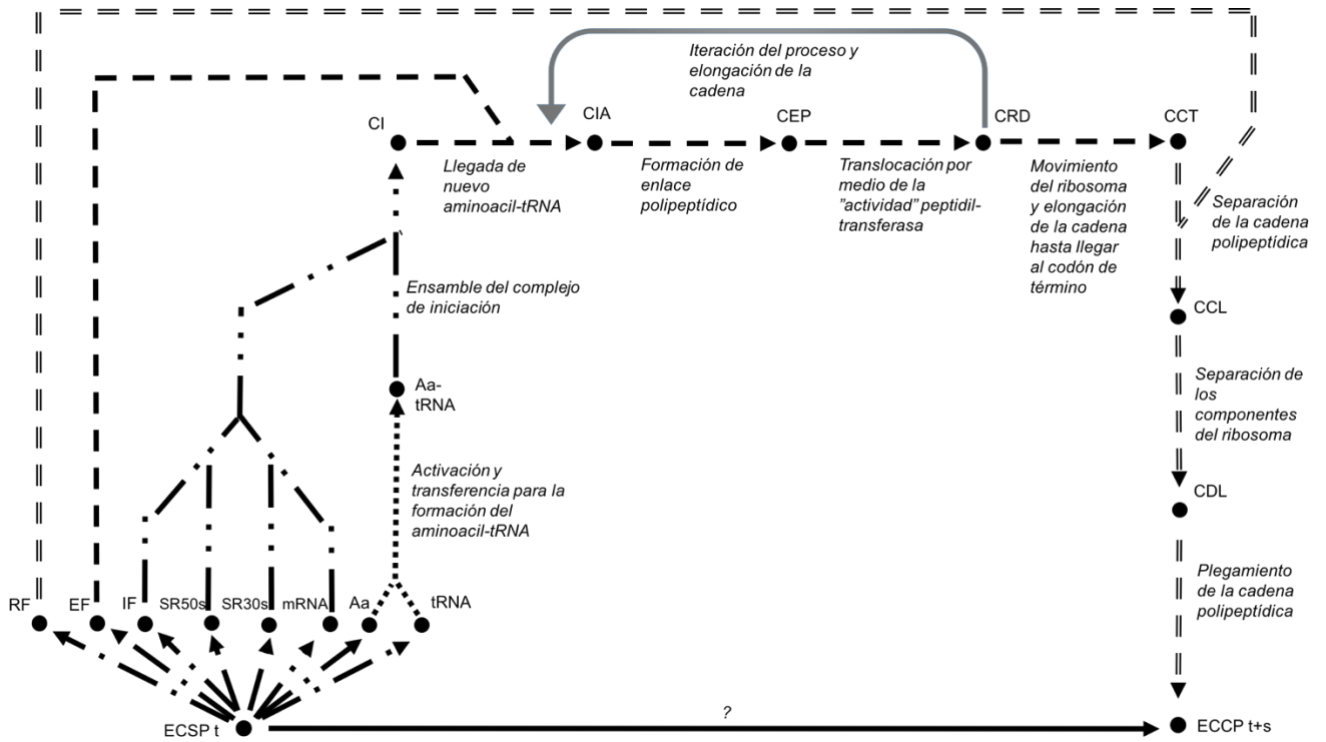 Iteración del proceso y
elongación de la
cadena
CI
CIA
CEP
CRD
CCT
Llegada de
nuevo
aminoacil-tRNA
Formación de
enlace
polipeptídico
Translocación por
medio de la
”actividad” peptidil-
transferasa
Movimiento
del ribosoma
y elongación
de la cadena
hasta llegar
al codón de
término
Separación
de la cadena
polipeptídica
Ensamble del complejo
de iniciación
CCL
Aa-
tRNA
Separación de
los
componentes
del ribosoma
Activación y
transferencia para la
formación del
aminoacil-tRNA
CDL
Plegamiento
de la cadena
polipeptídica
RF
EF
IF
SR50s
SR30s
mRNA
Aa
tRNA
ECSP t
?
ECCP t+s